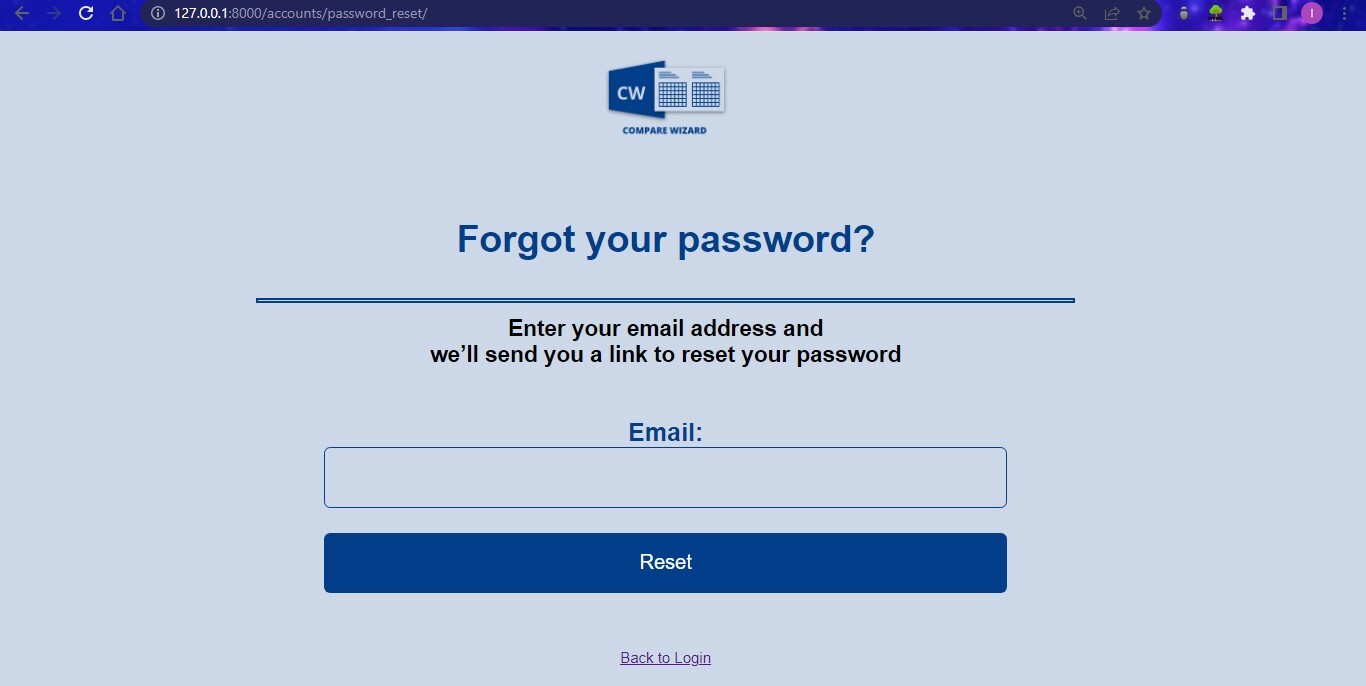 127.0.0.1:8000/accounts/password_reset/
I
CW
COMPARE WIZARD
Forgot your password?
Enter your email address and
we’ll send you a link to reset your password
Email:
Reset
Back to Login